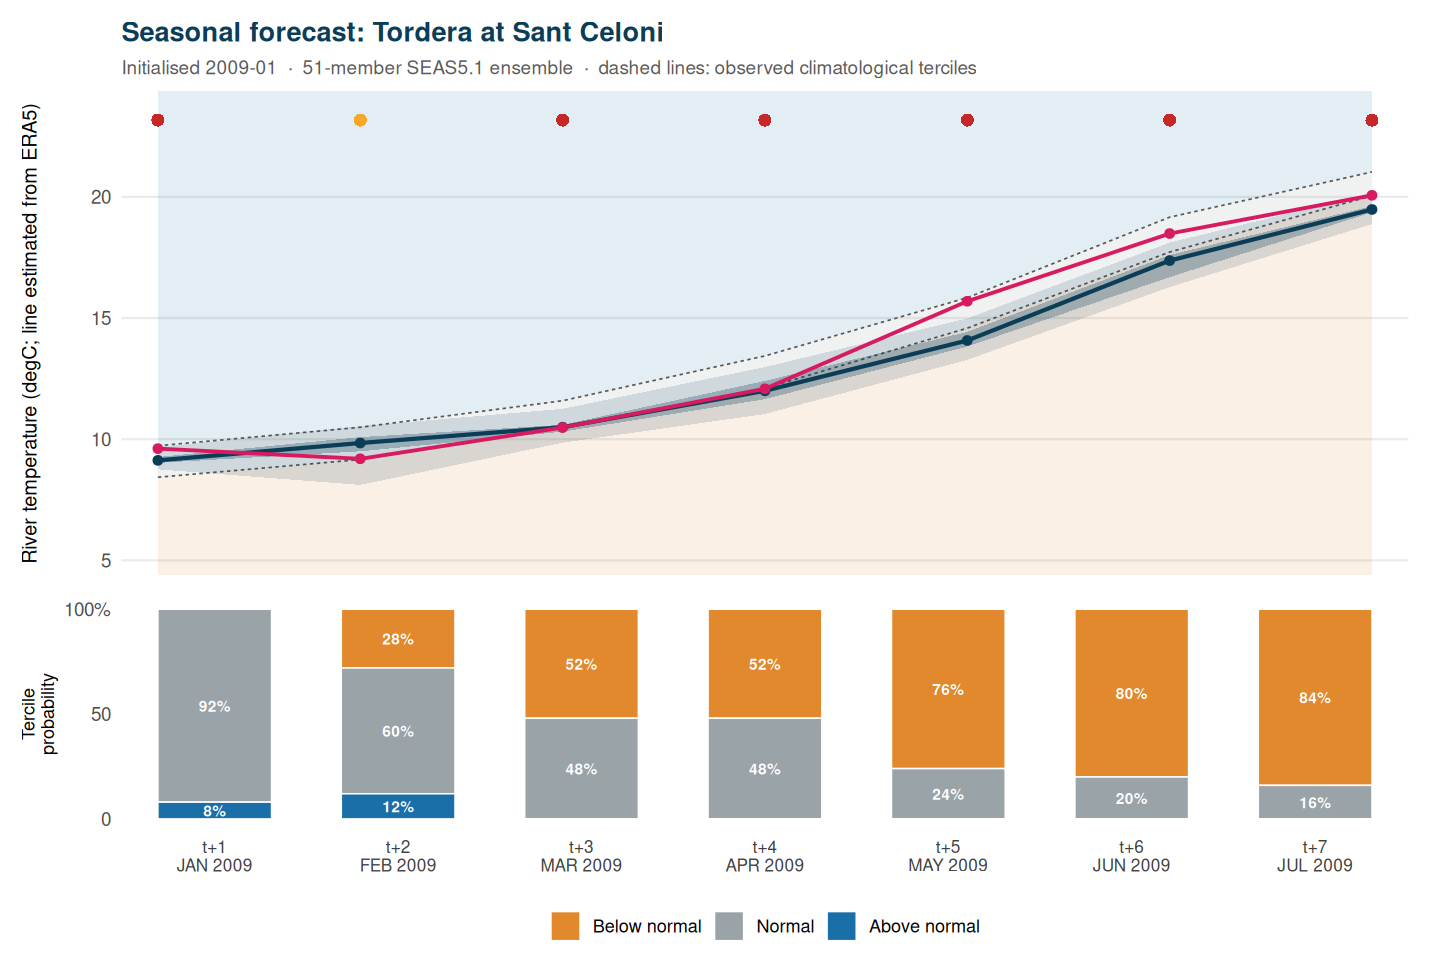 Seasonal forecast: Tordera at Sant Celoni
Initialised 2009-01 · 51-member SEAS5.1 ensemble · dashed lines: observed climatological terciles
River temperature (degC; line estimated from ERA5)
20
15
10
5
Tercile
probability
100%
50
0
92%
8%
28%
60%
12%
52%
48%
52%
48%
76%
24%
80%
20%
84%
16%
t+1
JAN 2009
t+2
FEB 2009
t+3
MAR 2009
t+4
APR 2009
t+5
MAY 2009
t+6
JUN 2009
t+7
JUL 2009
Below normal
Normal
Above normal